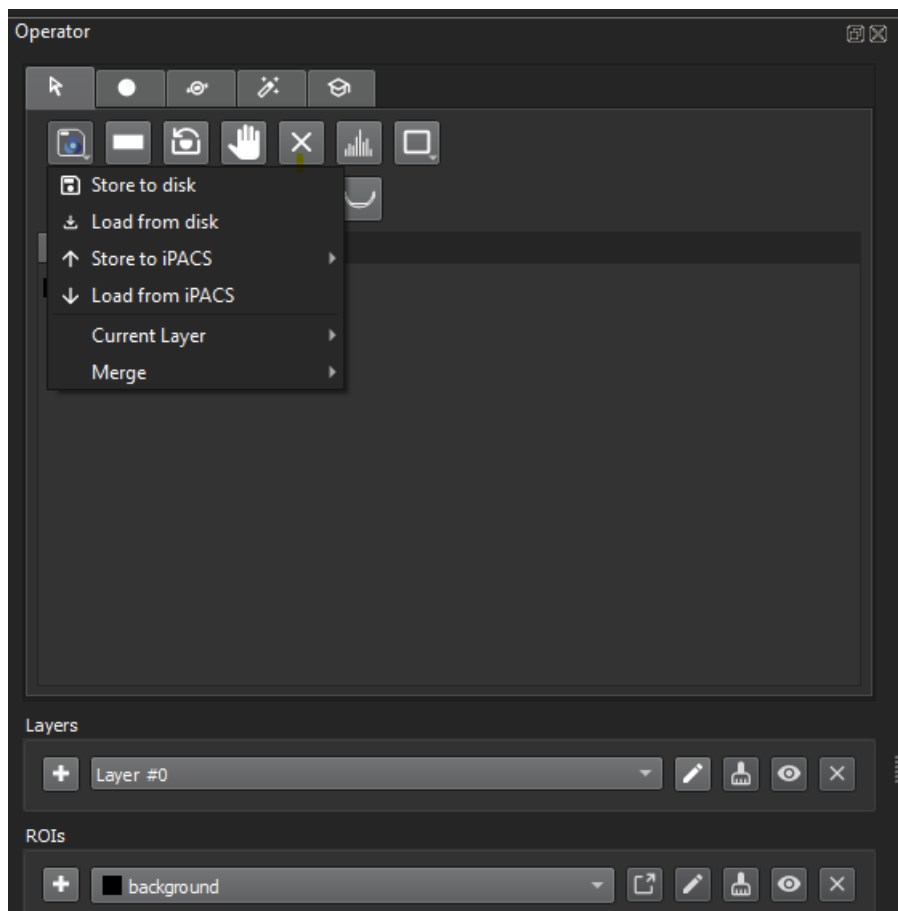 Operator
Store to disk
Load from disk
Store to iPACS
Load from iPACS
Current Layer
Merge
Layers
Layer #0
ROIs
background